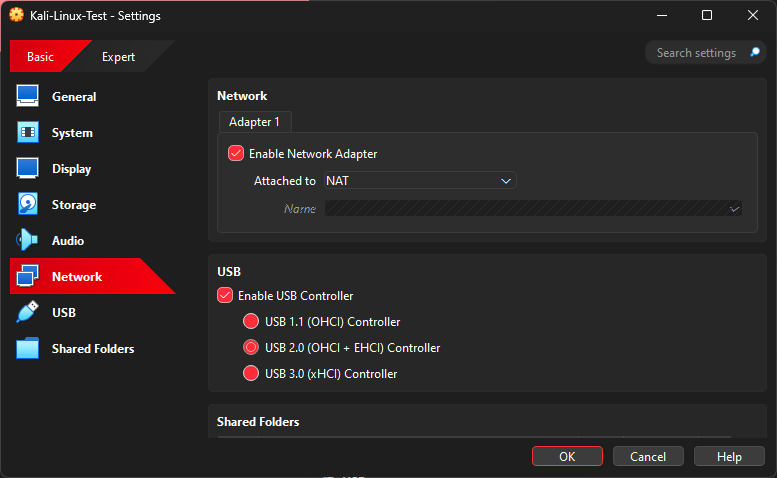 Kali-Linux-Test - Settings
Basic
Expert
Search settings
General
System
Display
Storage
Audio
Network
USB
Shared Folders
Network
Adapter 1
Enable Network Adapter
Attached to NAT
Name
USB
Enable USB Controller
USB 1.1 (OHCI) Controller
USB 2.0 (OHCI + EHCI) Controller
USB 3.0 (xHCI) Controller
Shared Folders
OK
Cancel
Help